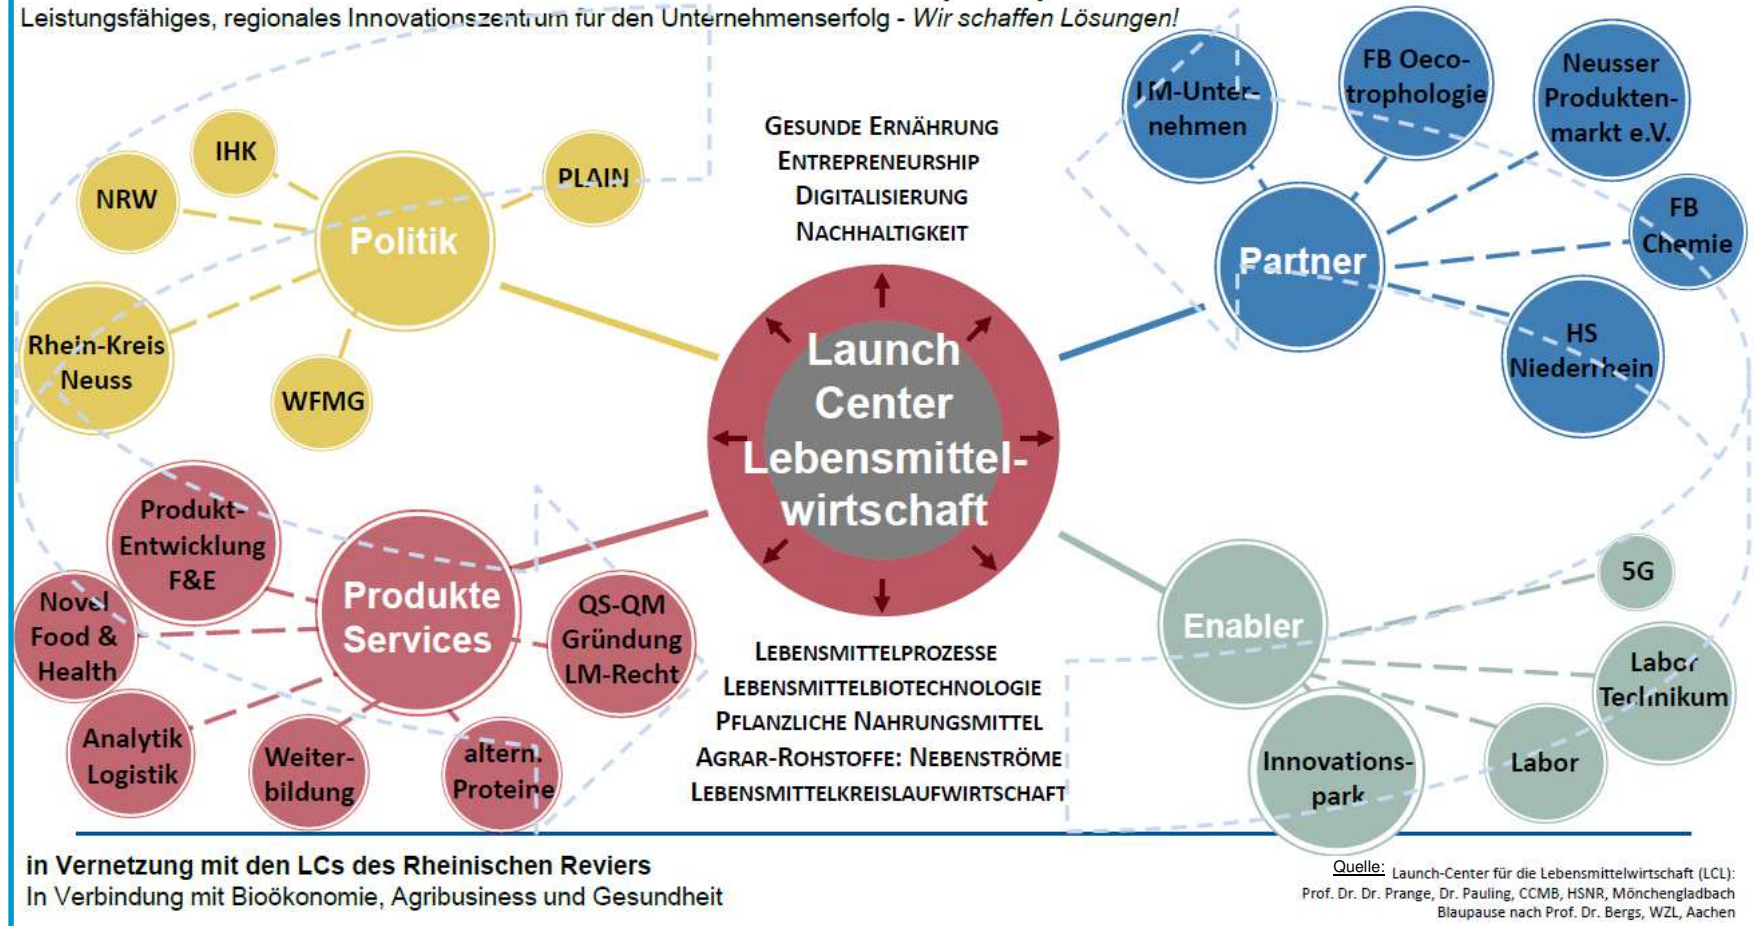 Leistungsfähiges, regionales Innovationszentrum für den Unternehmenserfolg - Wir schaffen Lösungen!
IHK
NRW
PLAIN
Politik
Rhein-Kreis
Neuss
WFMG
GESUNDE ERNÄHRUNG
ENTREPRENEURSHIP
DIGITALISIERUNG
NACHHALTIGKEIT
LM-Unter-
nehmen
FB Oeco-
trophologie
Neusser
Produkten-
markt e.V.
FB
Chemie
Partner
HS
Niederrhein
Launch
Center
Lebensmittel-
wirtschaft
Produkt-
Entwicklung
F&E
Novel
Food &
Health
Produkte
Services
QS-QM
Gründung
LM-Recht
Analytik
Logistik
Weiter-
bildung
altern.
Proteine
LEBENSMITTELPROZESSE
LEBENSMITTELBIOTECHNOLOGIE
PFLANZLICHE NAHRUNGSMITTEL
AGRAR-ROHSTOFFE: NEBENSTRÖME
LEBENSMITTELKREISLAUFWIRTSCHAFT
Enabler
5G
Labor
Technikum
Labor
Innovations-
park
in Vernetzung mit den LCs des Rheinischen Reviers
In Verbindung mit Bioökonomie, Agribusiness und Gesundheit
Quelle: Launch-Center für die Lebensmittelwirtschaft (LCL):
Prof. Dr. Dr. Prange, Dr. Pauling, CCMB, HSNR, Mönchengladbach
Blaupause nach Prof. Dr. Bergs, WZL, Aachen